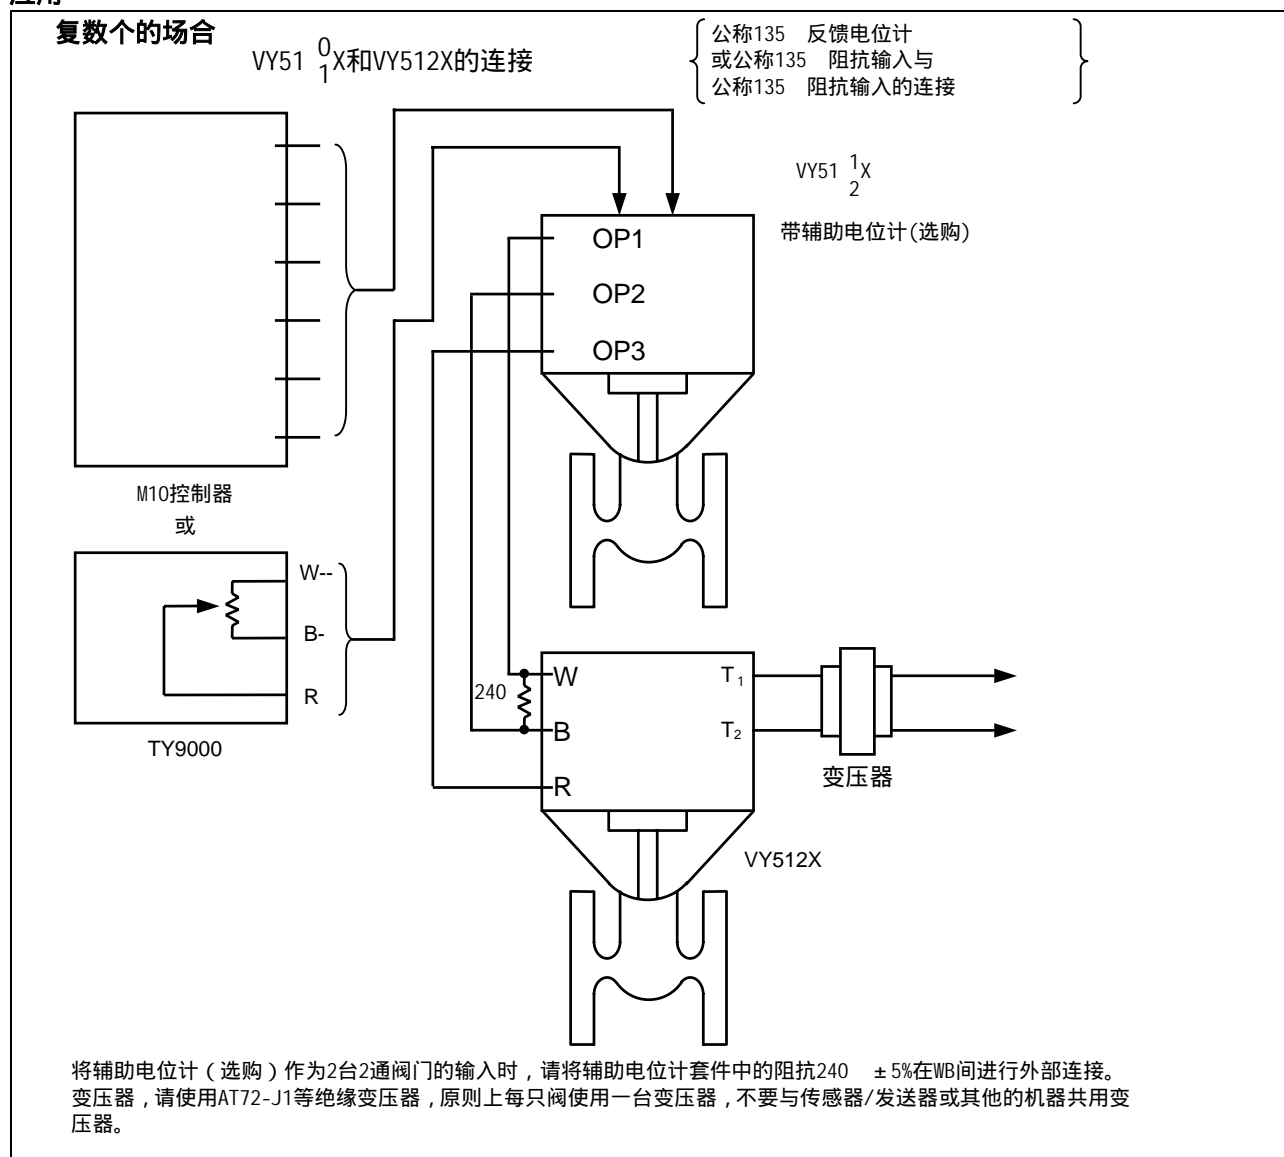 复数个的场合
VY51 0/1 X和VY512X的连接
公称135 反馈电位计
或公称135 阻抗输入与
公称135 阻抗输入的连接
VY51 1/2 X
带辅助电位计(选购)
OP1
OP2
OP3
M10控制器
或
W--
B-
R
TY9000
240
W
B
R
T1
T2
变压器
VY512X
将辅助电位计（选购）作为2台2通阀门的输入时，请将辅助电位计套件中的阻抗240 ±5%在WB间进行外部连接。
变压器，请使用AT72-J1等绝缘变压器，原则上每只阀使用一台变压器，不要与传感器/发送器或其他的机器共用变
压器。